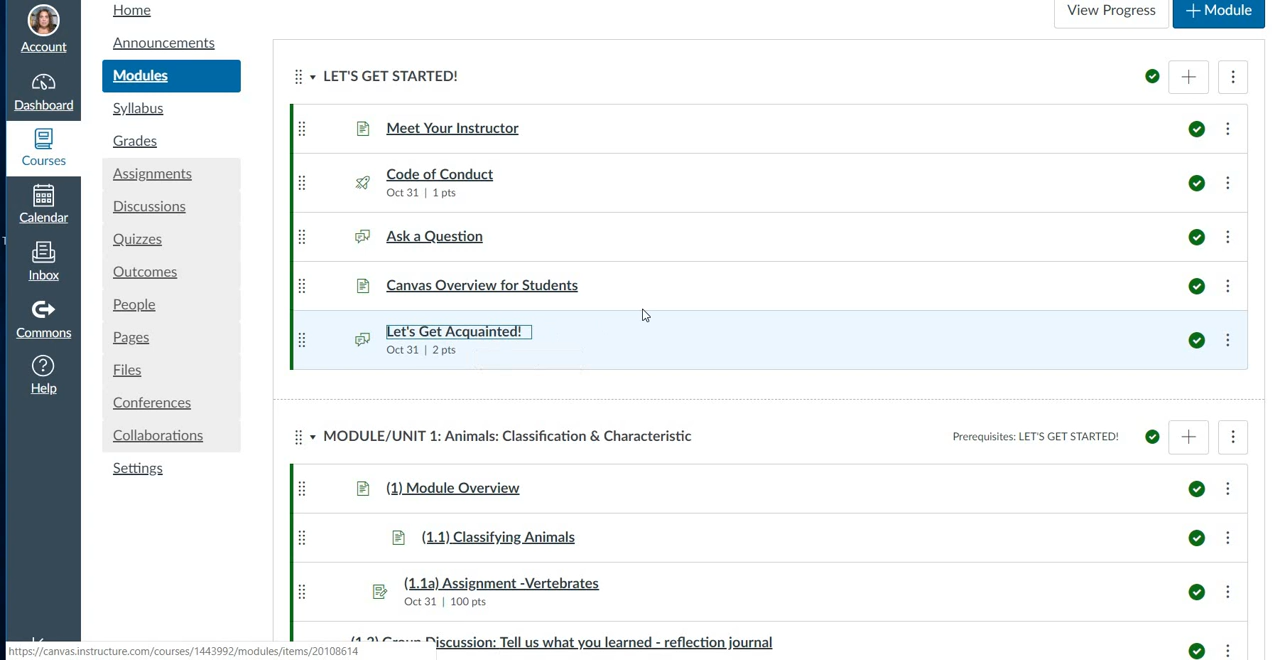 Account
Dashboard
Courses
Calendar
Inbox
Commons
Help
Home
Announcements
Modules
Syllabus
Grades
Assignments
Discussions
Quizzes
Outcomes
People
Pages
Files
Conferences
Collaborations
Settings
View Progress
+ Module
LET'S GET STARTED!
Meet Your Instructor
Code of Conduct
Oct 31 | 1 pts
Ask a Question
Canvas Overview for Students
Let's Get Acquainted!
Oct 31 | 2 pts
MODULE/UNIT 1: Animals: Classification & Characteristic
Prerequisites: LET'S GET STARTED!
(1) Module Overview
(1.1) Classifying Animals
(1.1a) Assignment -Vertebrates
Oct 31 | 100 pts
(1.2) Group Discussion: Tell us what you learned - reflection journal
https://canvas.instructure.com/courses/1443992/modules/items/20108614